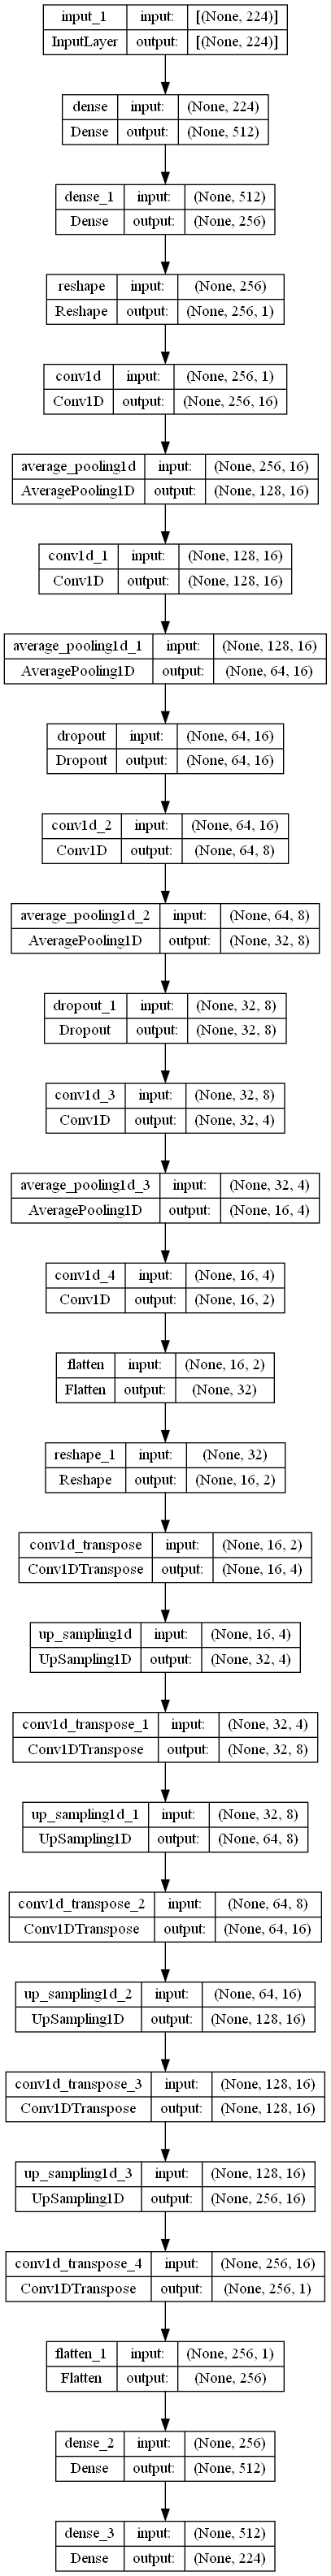 input_1 input: [(None, 224)]
InputLayer output: [(None, 224)]
dense input: (None, 224)
Dense output: (None, 512)
dense_1 input: (None, 512)
Dense output: (None, 256)
reshape input: (None, 256)
Reshape output: (None, 256, 1)
conv1d input: (None, 256, 1)
Conv1D output: (None, 256, 16)
average_pooling1d input: (None, 256, 16)
AveragePooling1D output: (None, 128, 16)
conv1d_1 input: (None, 128, 16)
Conv1D output: (None, 128, 16)
average_pooling1d_1 input: (None, 128, 16)
AveragePooling1D output: (None, 64, 16)
dropout input: (None, 64, 16)
Dropout output: (None, 64, 16)
conv1d_2 input: (None, 64, 16)
Conv1D output: (None, 64, 8)
average_pooling1d_2 input: (None, 64, 8)
AveragePooling1D output: (None, 32, 8)
dropout_1 input: (None, 32, 8)
Dropout output: (None, 32, 8)
conv1d_3 input: (None, 32, 8)
Conv1D output: (None, 32, 4)
average_pooling1d_3 input: (None, 32, 4)
AveragePooling1D output: (None, 16, 4)
conv1d_4 input: (None, 16, 4)
Conv1D output: (None, 16, 2)
flatten input: (None, 16, 2)
Flatten output: (None, 32)
reshape_1 input: (None, 32)
Reshape output: (None, 16, 2)
conv1d_transpose input: (None, 16, 2)
Conv1DTranspose output: (None, 16, 4)
up_sampling1d input: (None, 16, 4)
UpSampling1D output: (None, 32, 4)
conv1d_transpose_1 input: (None, 32, 4)
Conv1DTranspose output: (None, 32, 8)
up_sampling1d_1 input: (None, 32, 8)
UpSampling1D output: (None, 64, 8)
conv1d_transpose_2 input: (None, 64, 8)
Conv1DTranspose output: (None, 64, 16)
up_sampling1d_2 input: (None, 64, 16)
UpSampling1D output: (None, 128, 16)
conv1d_transpose_3 input: (None, 128, 16)
Conv1DTranspose output: (None, 128, 16)
up_sampling1d_3 input: (None, 128, 16)
UpSampling1D output: (None, 256, 16)
conv1d_transpose_4 input: (None, 256, 16)
Conv1DTranspose output: (None, 256, 1)
flatten_1 input: (None, 256, 1)
Flatten output: (None, 256)
dense_2 input: (None, 256)
Dense output: (None, 512)
dense_3 input: (None, 512)
Dense output: (None, 224)